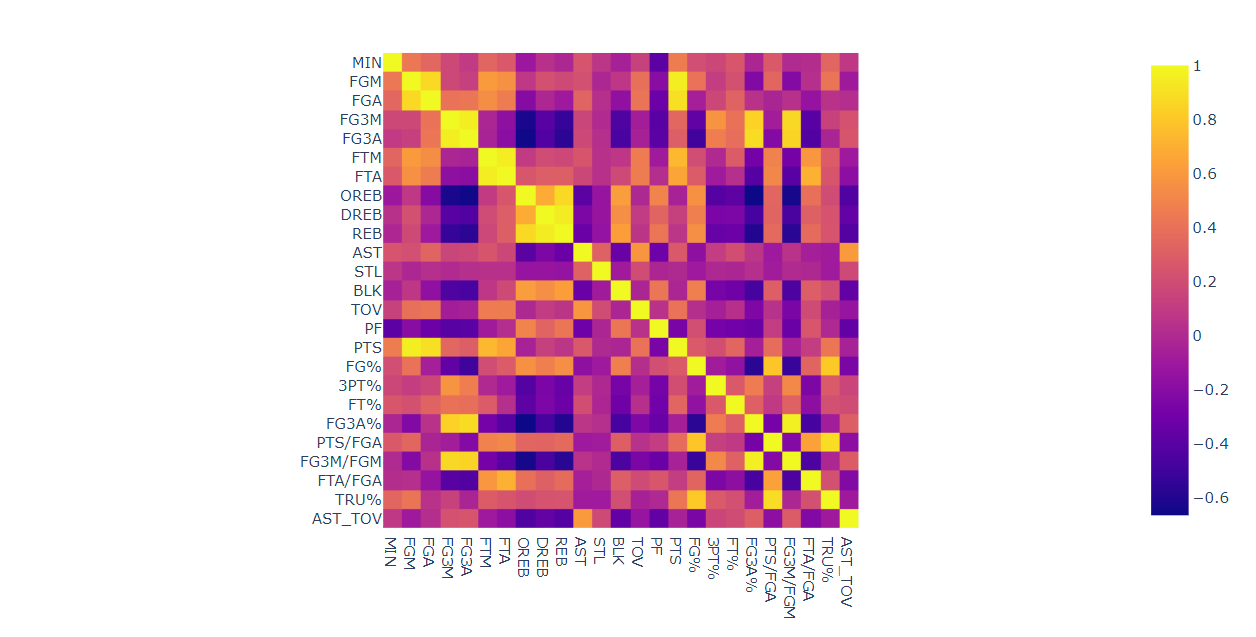 MIN
FGM
FGA
FG3M
FG3A
FTM
FTA
OREB
DREB
REB
AST
STL
BLK
TOV
PF
PTS
FG%
3PT%
FT%
FG3A%
PTS/FGA
FG3M/FGM
FTA/FGA
TRU%
AST_TOV
MIN
FGM
FGA
FG3M
FG3A
FTM
FTA
OREB
DREB
REB
AST
STL
BLK
TOV
PF
PTS
FG%
3PT%
FT%
FG3A%
PTS/FGA
FG3M/FGM
FTA/FGA
TRU%
AST_TOV
1
0.8
0.6
0.4
0.2
0
−0.2
−0.4
−0.6